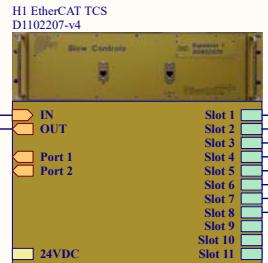 H1 EtherCAT TCS
D1102207-v4
Slow Controls
IN
OUT
Port 1
Port 2
24VDC
Slot 1
Slot 2
Slot 3
Slot 4
Slot 5
Slot 6
Slot 7
Slot 8
Slot 9
Slot 10
Slot 11